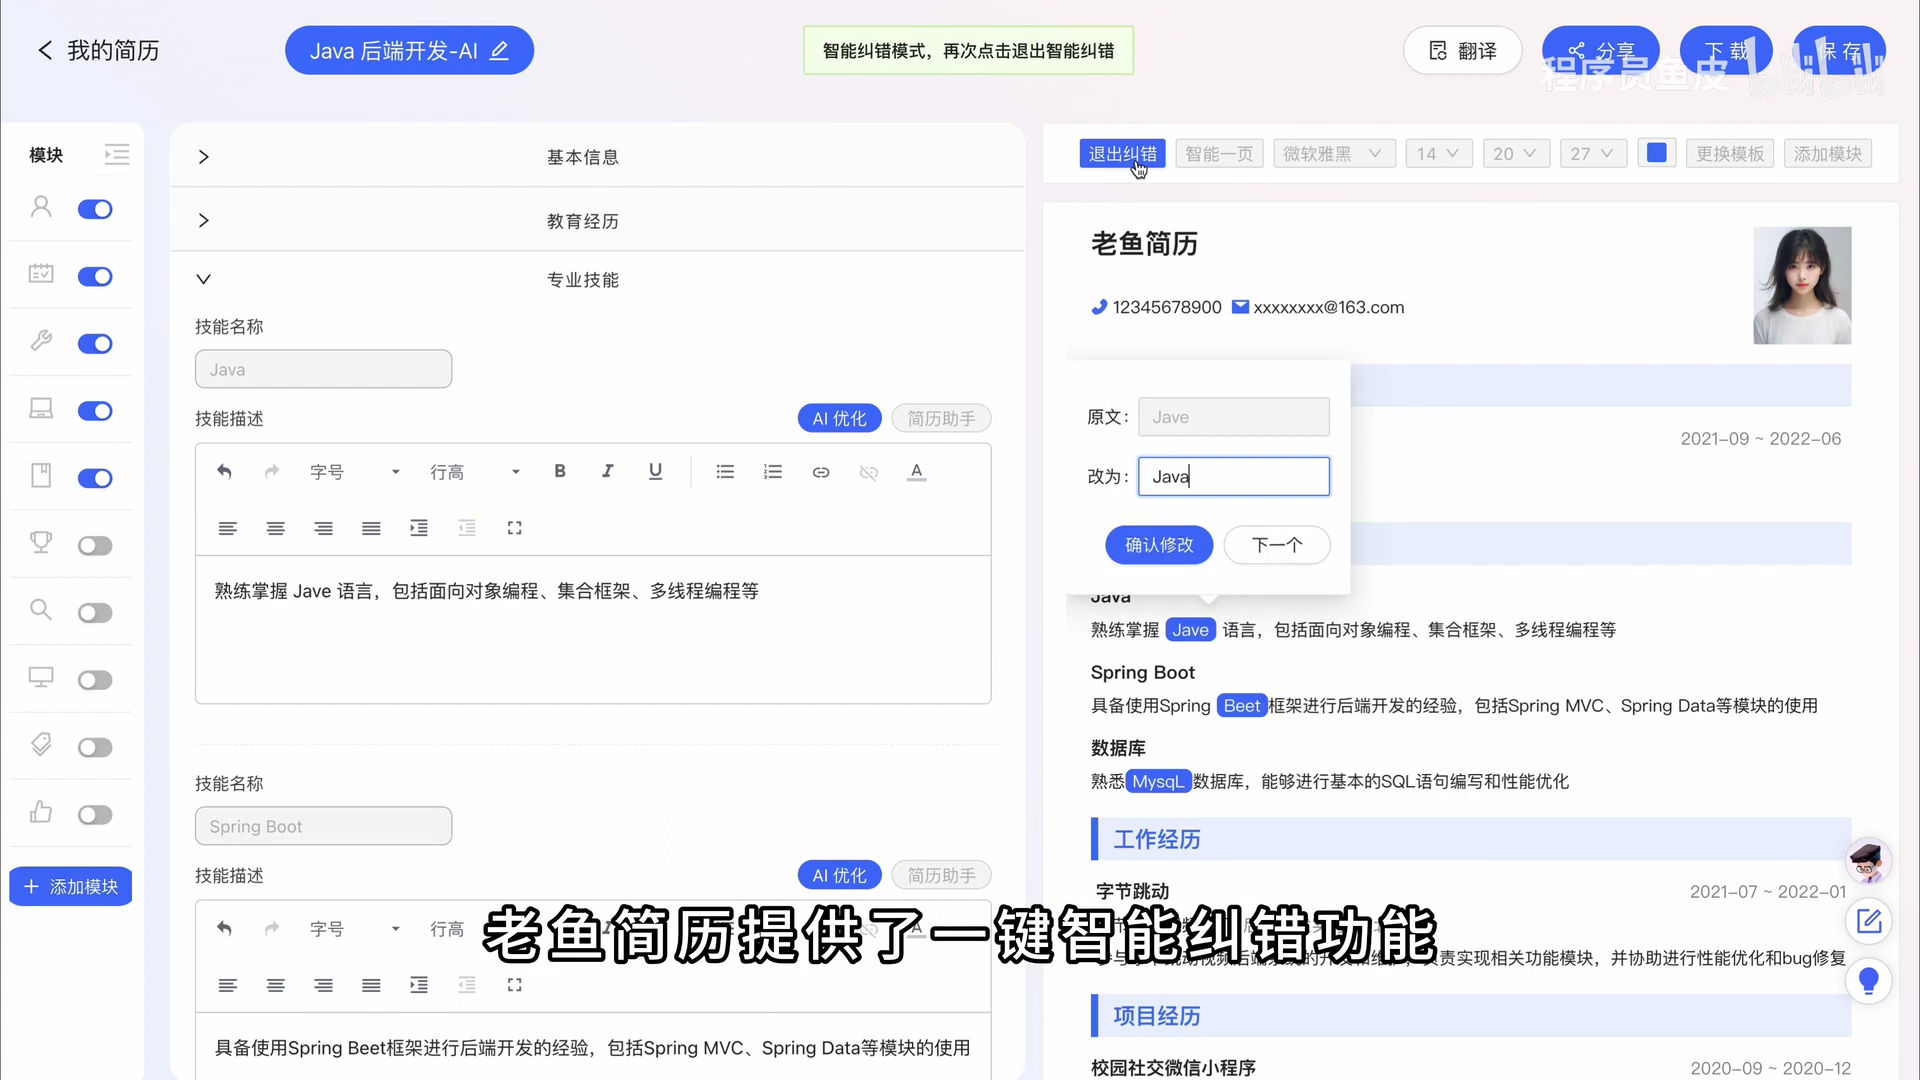 我的简历
Java 后端开发-AI
智能纠错模式，再次点击退出智能纠错
翻译
分享
下载
保存
程序员鱼皮
bilibili
模块
添加模块
基本信息
教育经历
专业技能
技能名称
Java
技能描述
AI 优化
简历助手
字号
行高
B I U
A
熟练掌握 Jave 语言，包括面向对象编程、集合框架、多线程编程等
技能名称
Spring Boot
技能描述
AI 优化
简历助手
字号
行高
具备使用Spring Beet框架进行后端开发的经验，包括Spring MVC、Spring Data等模块的使用
退出纠错
智能一页
微软雅黑
14
20
27
更换模板
添加模块
老鱼简历
12345678900 xxxxxxxx@163.com
原文：
Jave
改为：
Java
确认修改
下一个
2021-09 ~ 2022-06
Java
熟练掌握 Jave 语言，包括面向对象编程、集合框架、多线程编程等
Spring Boot
具备使用Spring Beet框架进行后端开发的经验，包括Spring MVC、Spring Data等模块的使用
数据库
熟悉MysqL数据库，能够进行基本的SQL语句编写和性能优化
工作经历
字节跳动
2021-07 ~ 2022-01
责实现相关功能模块，并协助进行性能优化和bug修复
项目经历
校园社交微信小程序
2020-09 ~ 2020-12
老鱼简历提供了一键智能纠错功能